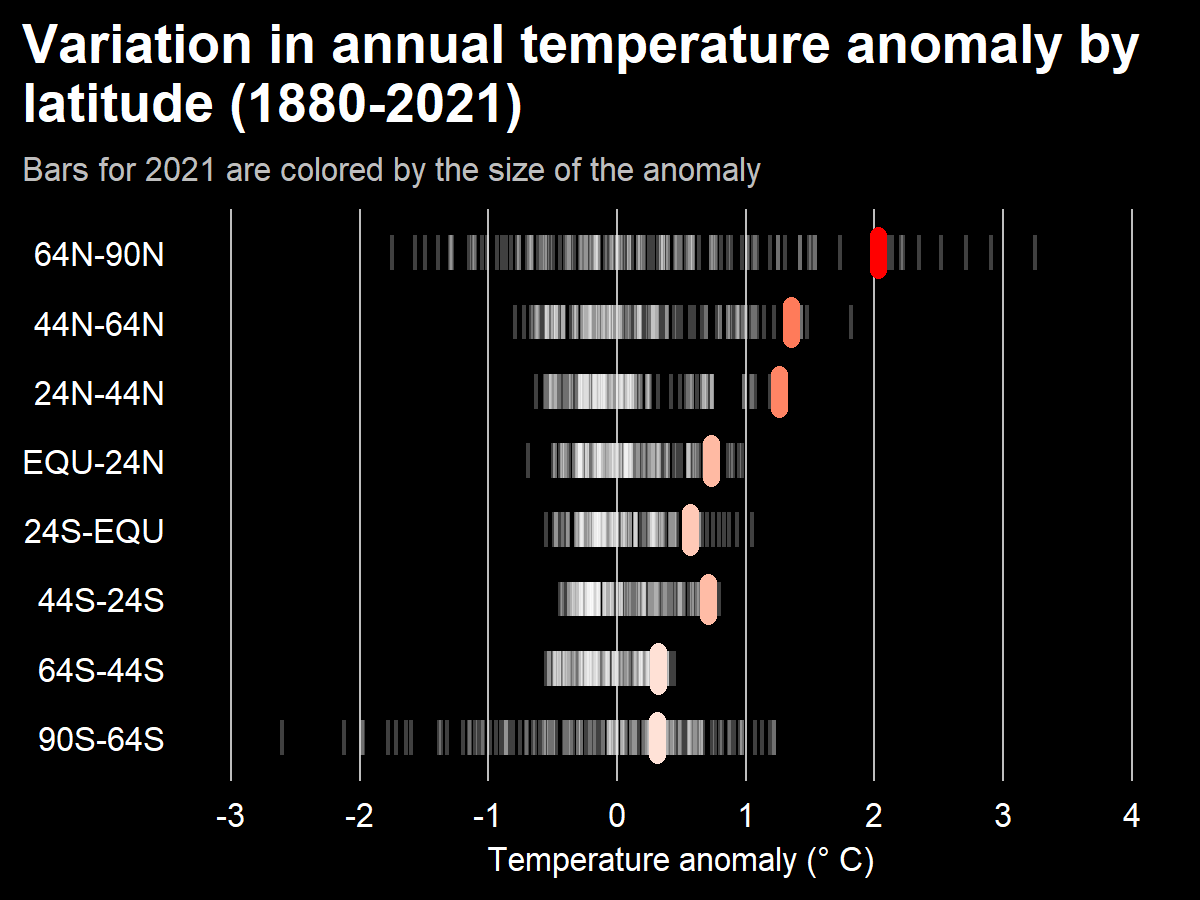 Variation in annual temperature anomaly by
latitude (1880-2021)
Bars for 2021 are colored by the size of the anomaly
64N-90N
44N-64N
24N-44N
EQU-24N
24S-EQU
44S-24S
64S-44S
90S-64S
-3 -2 -1 0 1 2 3 4
Temperature anomaly (° C)